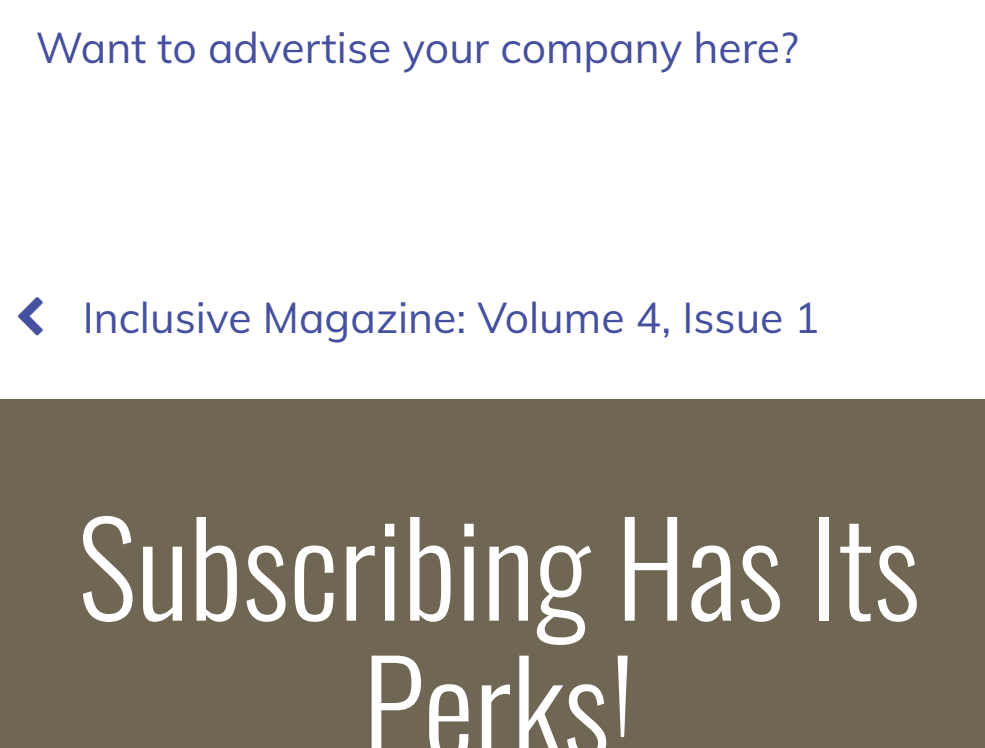 Want to advertise your company here?
Inclusive Magazine: Volume 4, Issue 1
Subscribing Has Its
Perks!